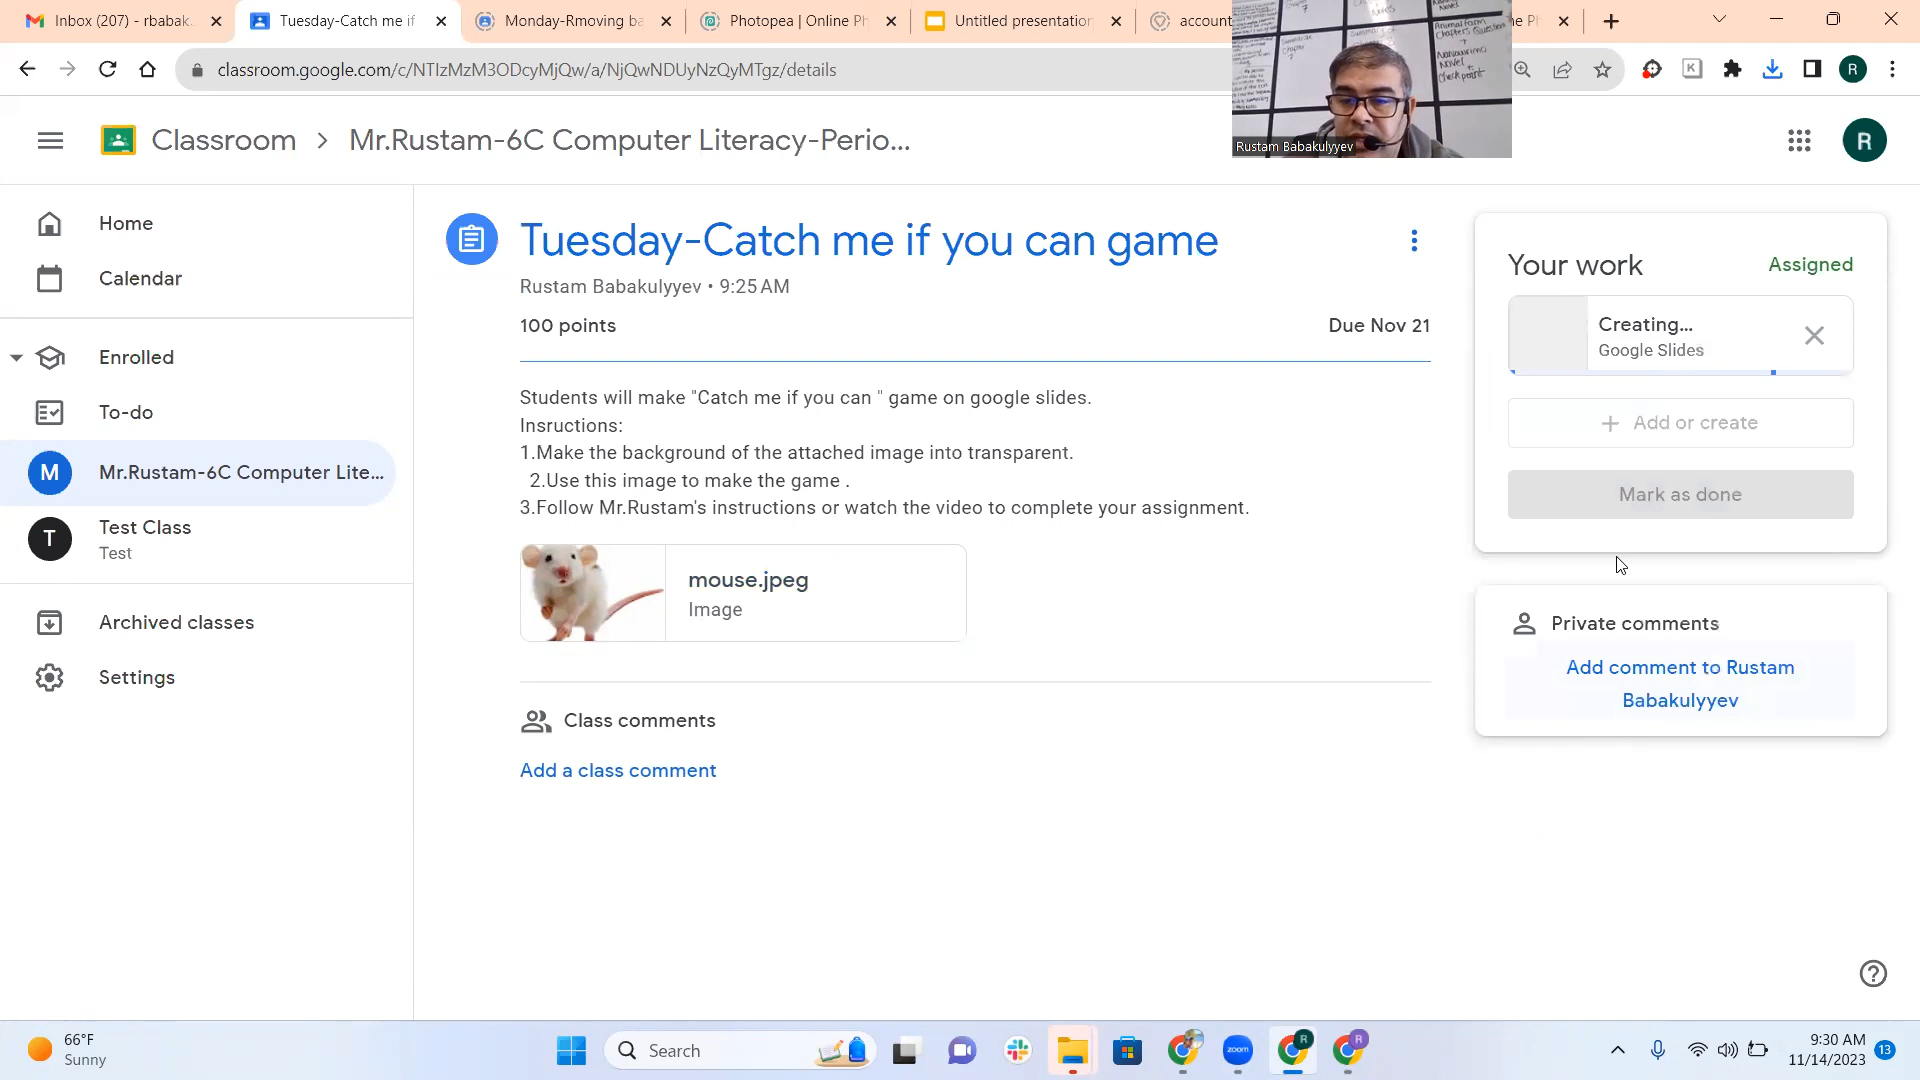 Inbox (207) - rbabak.
Tuesday-Catch me if
Monday-Rmoving ba
Photopea | Online Ph
Untitled presentation
account
classroom.google.com/c/NTIzMzM3ODcyMjQw/a/NjQwNDUyNzQyMTgz/details
K
R
Rustam Babakulyyev
Classroom > Mr.Rustam-6C Computer Literacy-Perio...
R
Home
Calendar
Enrolled
To-do
M
Mr.Rustam-6C Computer Lite...
T
Test Class
Test
Archived classes
Settings
Tuesday-Catch me if you can game
Rustam Babakulyyev • 9:25 AM
100 points
Due Nov 21
Students will make "Catch me if you can " game on google slides.
Insructions:
1.Make the background of the attached image into transparent.
2.Use this image to make the game .
3.Follow Mr.Rustam's instructions or watch the video to complete your assignment.
mouse.jpeg
Image
Class comments
Add a class comment
Your work
Assigned
Creating...
Google Slides
+ Add or create
Mark as done
Private comments
Add comment to Rustam
Babakulyyev
66°F
Sunny
Search
zoom
R
R
9:30 AM
11/14/2023
13